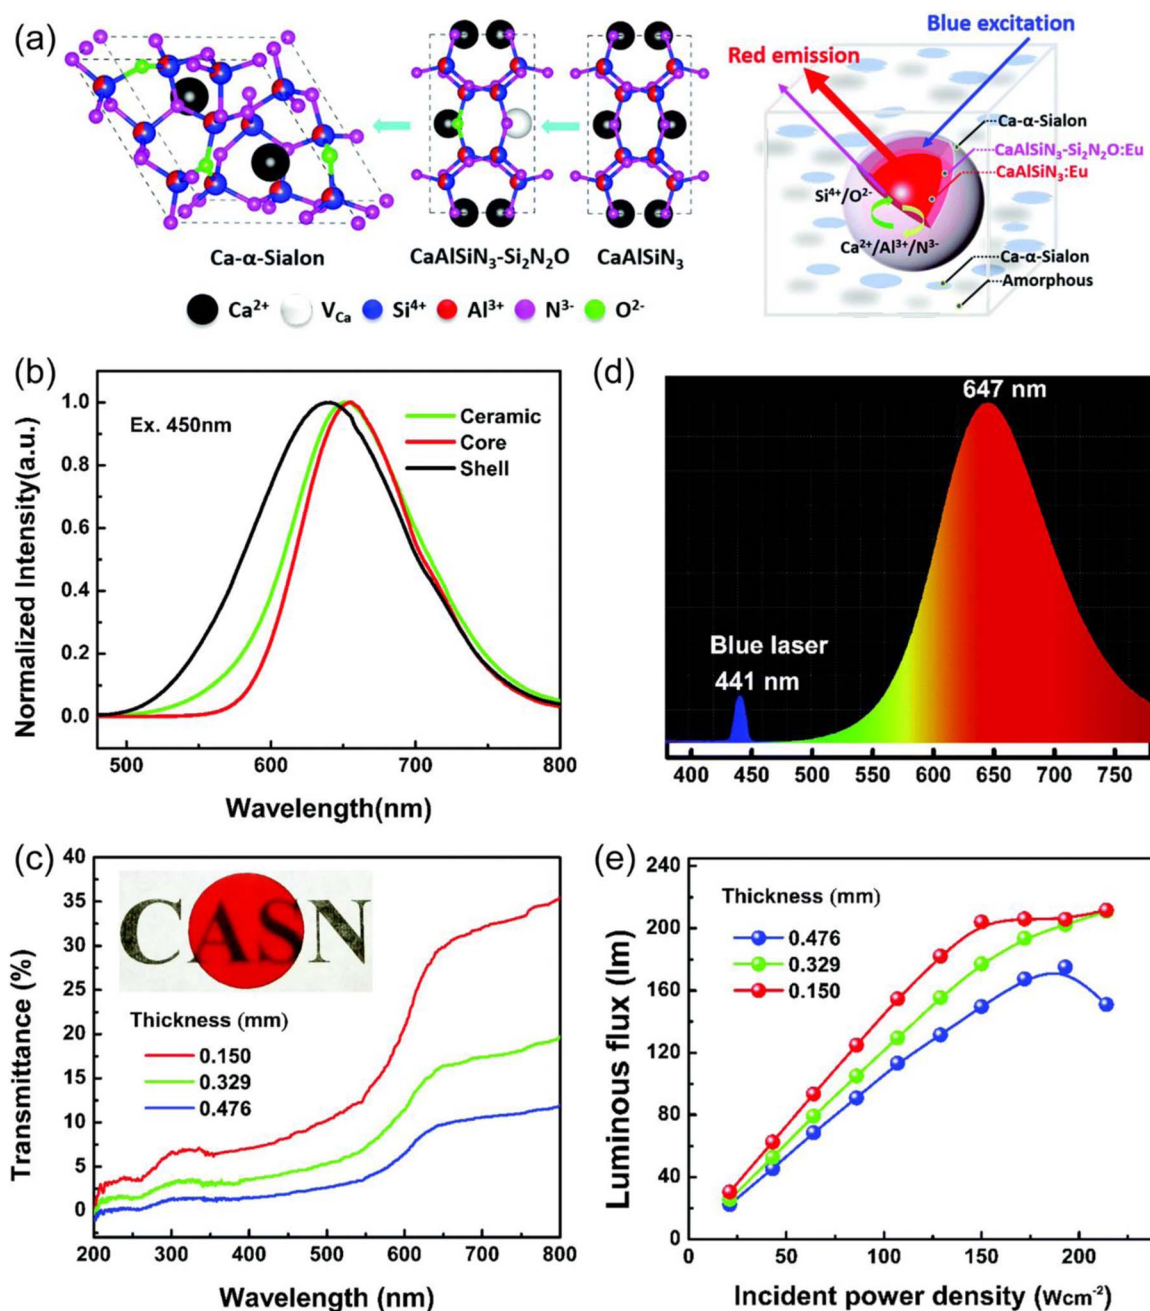 (a)
Ca-α-Sialon
CaAlSiN₃-Si₂N₂O
CaAlSiN₃
Ca²⁺
V_Ca
Si⁴⁺
Al³⁺
N³⁻
O²⁻
Blue excitation
Red emission
Ca-α-Sialon
CaAlSiN₃-Si₂N₂O:Eu
CaAlSiN₃:Eu
Si⁴⁺/O²⁻
Ca²⁺/Al³⁺/N³⁻
Ca-α-Sialon
Amorphous
(b)
Ex. 450nm
Ceramic
Core
Shell
1.0
0.8
0.6
0.4
0.2
0.0
Normalized Intensity(a.u.)
500 600 700 800
Wavelength(nm)
(d)
647 nm
Blue laser
441 nm
380 400 450 500 550 600 650 700 750
(c)
CASN
Thickness (mm)
0.150
0.329
0.476
40
35
30
25
20
15
10
5
0
Transmittance (%)
200 300 400 500 600 700 800
Wavelength (nm)
(e)
Thickness (mm)
0.476
0.329
0.150
240
200
160
120
80
40
0
Luminous flux (lm)
0 50 100 150 200
Incident power density (wcm⁻²)